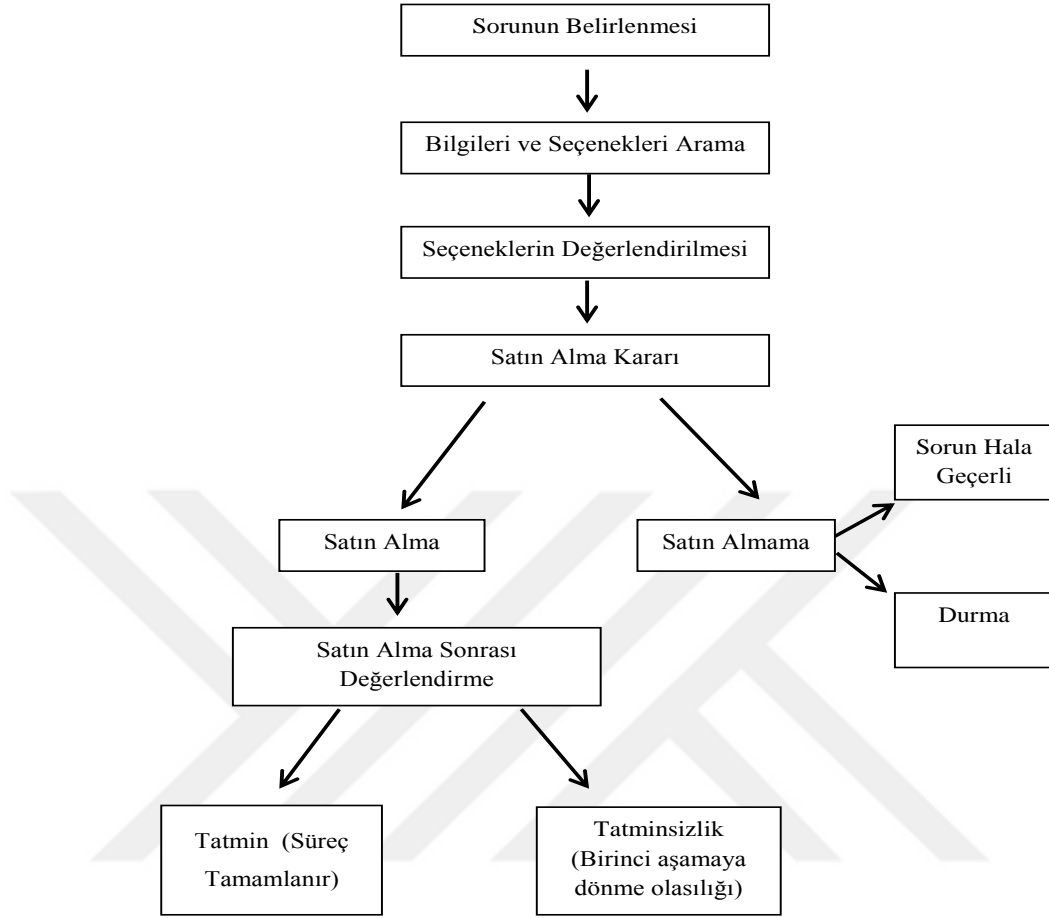 Sorunun Belirlenmesi
Bilgileri ve Seçenekleri Arama
Seçeneklerin Değerlendirilmesi
Satın Alma Kararı
Sorun Hala
Geçerli
Satın Alma
Satın Almama
Durma
Satın Alma Sonrası
Değerlendirme
Tatmin (Süreç
Tamamlanır)
Tatminsizlik
(Birinci aşamaya
dönme olasılığı)